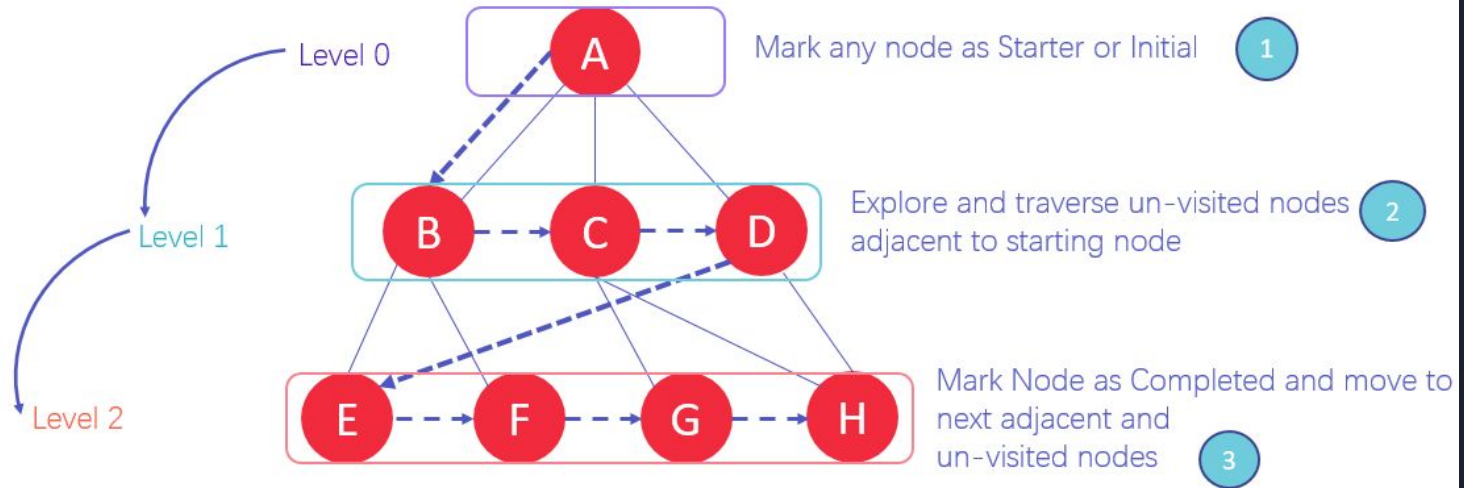 Level 0
A
Mark any node as Starter or Initial
1
Level 1
B
C
D
Explore and traverse un-visited nodes
adjacent to starting node
2
Level 2
E
F
G
H
Mark Node as Completed and move to
next adjacent and
un-visited nodes
3